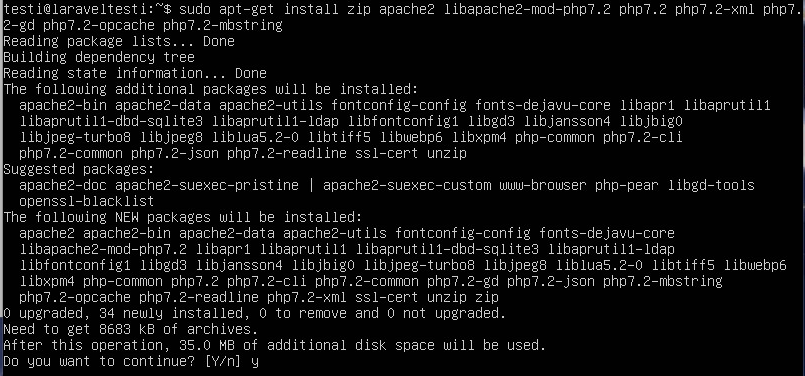 testi@laraveltesti:~$ sudo apt-get install zip apache2 libapache2-mod-php7.2 php7.2 php7.2-xml php7.
2-gd php7.2-opcache php7.2-mbstring
Reading package lists... Done
Building dependency tree
Reading state information... Done
The following additional packages will be installed:
  apache2-bin apache2-data apache2-utils fontconfig-config fonts-dejavu-core libapr1 libaprutil1
  libaprutil1-dbd-sqlite3 libaprutil1-ldap libfontconfig1 libgd3 libjansson4 libjbig0
  libjpeg-turbo8 libjpeg8 liblua5.2-0 libtiff5 libwebp6 libxpm4 php-common php7.2-cli
  php7.2-common php7.2-json php7.2-readline ssl-cert unzip
Suggested packages:
  apache2-doc apache2-suexec-pristine | apache2-suexec-custom www-browser php-pear libgd-tools
  openssl-blacklist
The following NEW packages will be installed:
  apache2 apache2-bin apache2-data apache2-utils fontconfig-config fonts-dejavu-core
  libapache2-mod-php7.2 libapr1 libaprutil1 libaprutil1-dbd-sqlite3 libaprutil1-ldap
  libfontconfig1 libgd3 libjansson4 libjbig0 libjpeg-turbo8 libjpeg8 liblua5.2-0 libtiff5 libwebp6
  libxpm4 php-common php7.2 php7.2-cli php7.2-common php7.2-gd php7.2-json php7.2-mbstring
  php7.2-opcache php7.2-readline php7.2-xml ssl-cert unzip zip
0 upgraded, 34 newly installed, 0 to remove and 0 not upgraded.
Need to get 8683 kB of archives.
After this operation, 35.0 MB of additional disk space will be used.
Do you want to continue? [Y/n] y